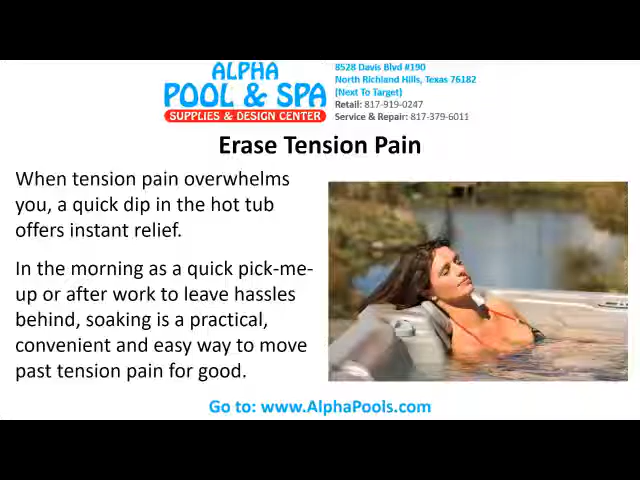 ALPHA
POOL & SPA
SUPPLIES & DESIGN CENTER
8528 Davis Blvd #190
North Richland Hills, Texas 76182
(Next To Target)
Retail: 817-919-0247
Service & Repair: 817-379-6011
Erase Tension Pain
When tension pain overwhelms
you, a quick dip in the hot tub
offers instant relief.
In the morning as a quick pick-me-
up or after work to leave hassles
behind, soaking is a practical,
convenient and easy way to move
past tension pain for good.
Go to: www.AlphaPools.com